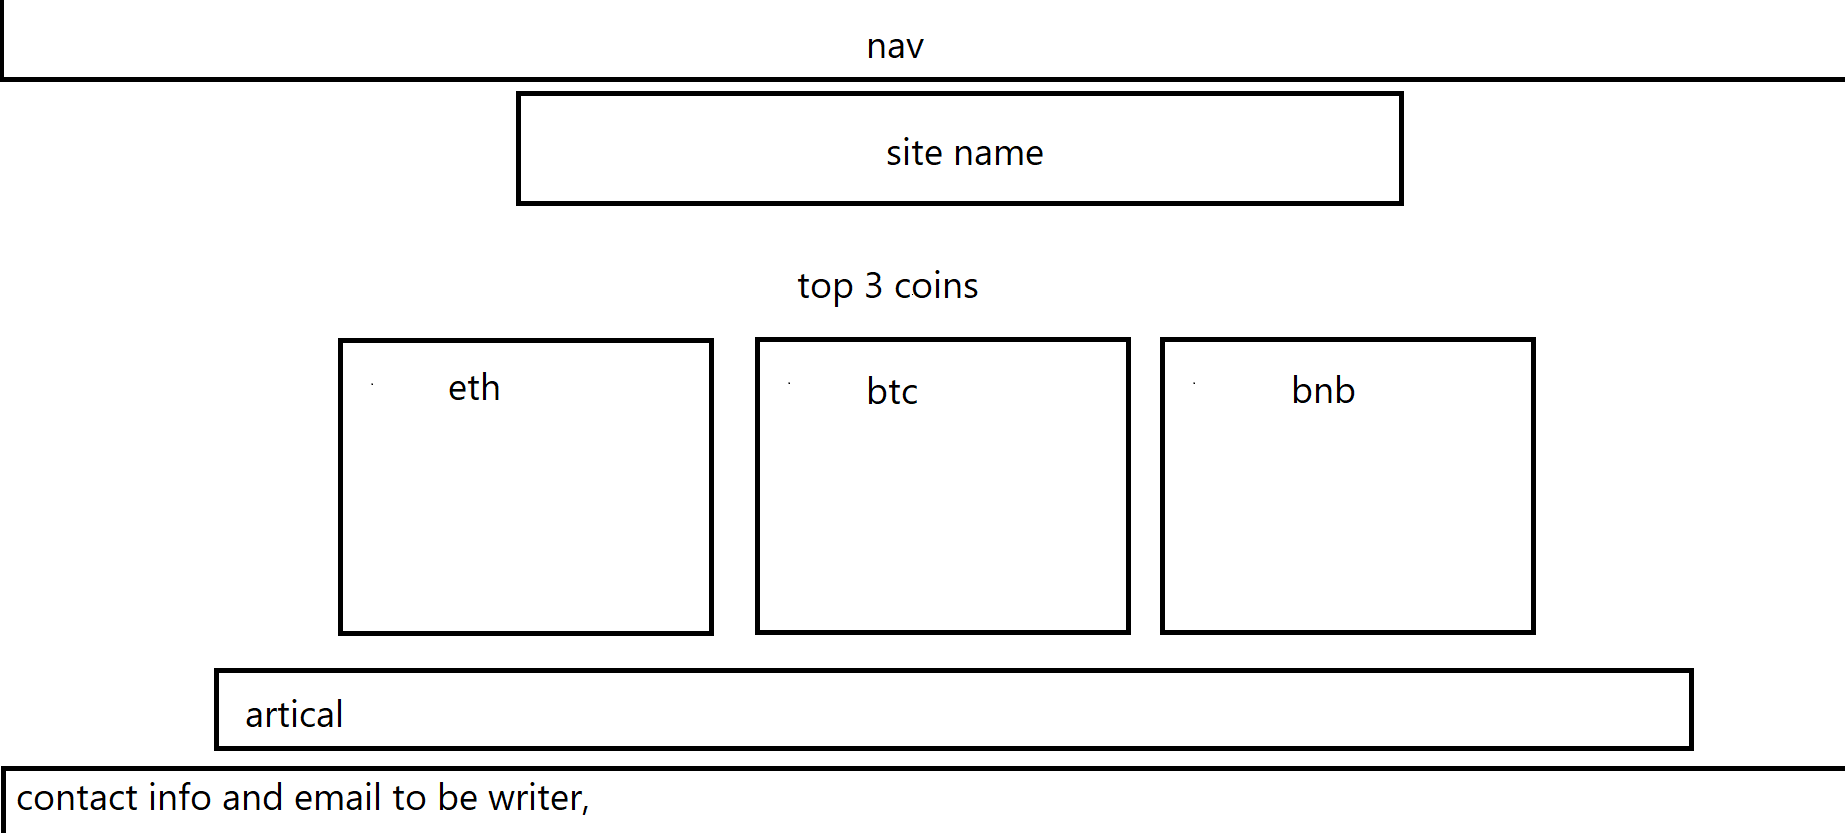 nav
site name
top 3 coins
eth
btc
bnb
artical
contact info and email to be writer,